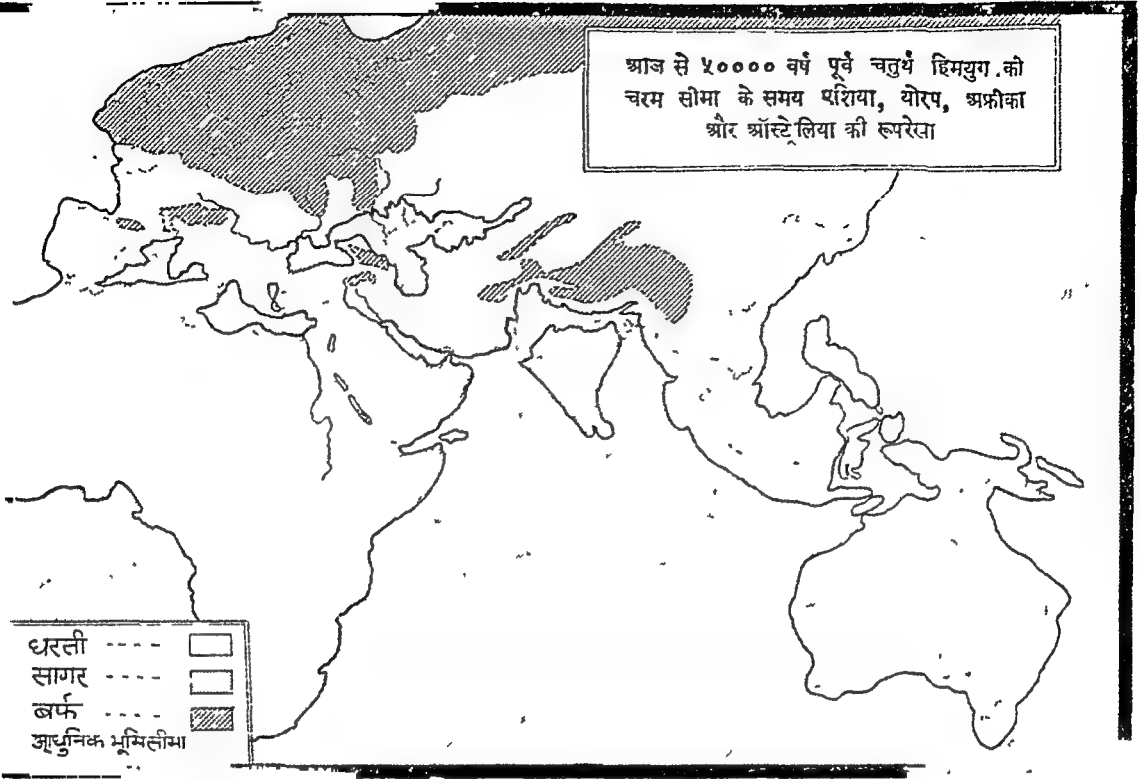 आज से ५०००० वर्ष पूर्व चतुर्थ हिमयुग की
चरम सीमा के समय एशिया, योरप, अफ्रीका
और ऑस्ट्रेलिया की रूपरेखा
धरती ----
सागर ----
बर्फ ----
आधुनिक भूमिसीमा